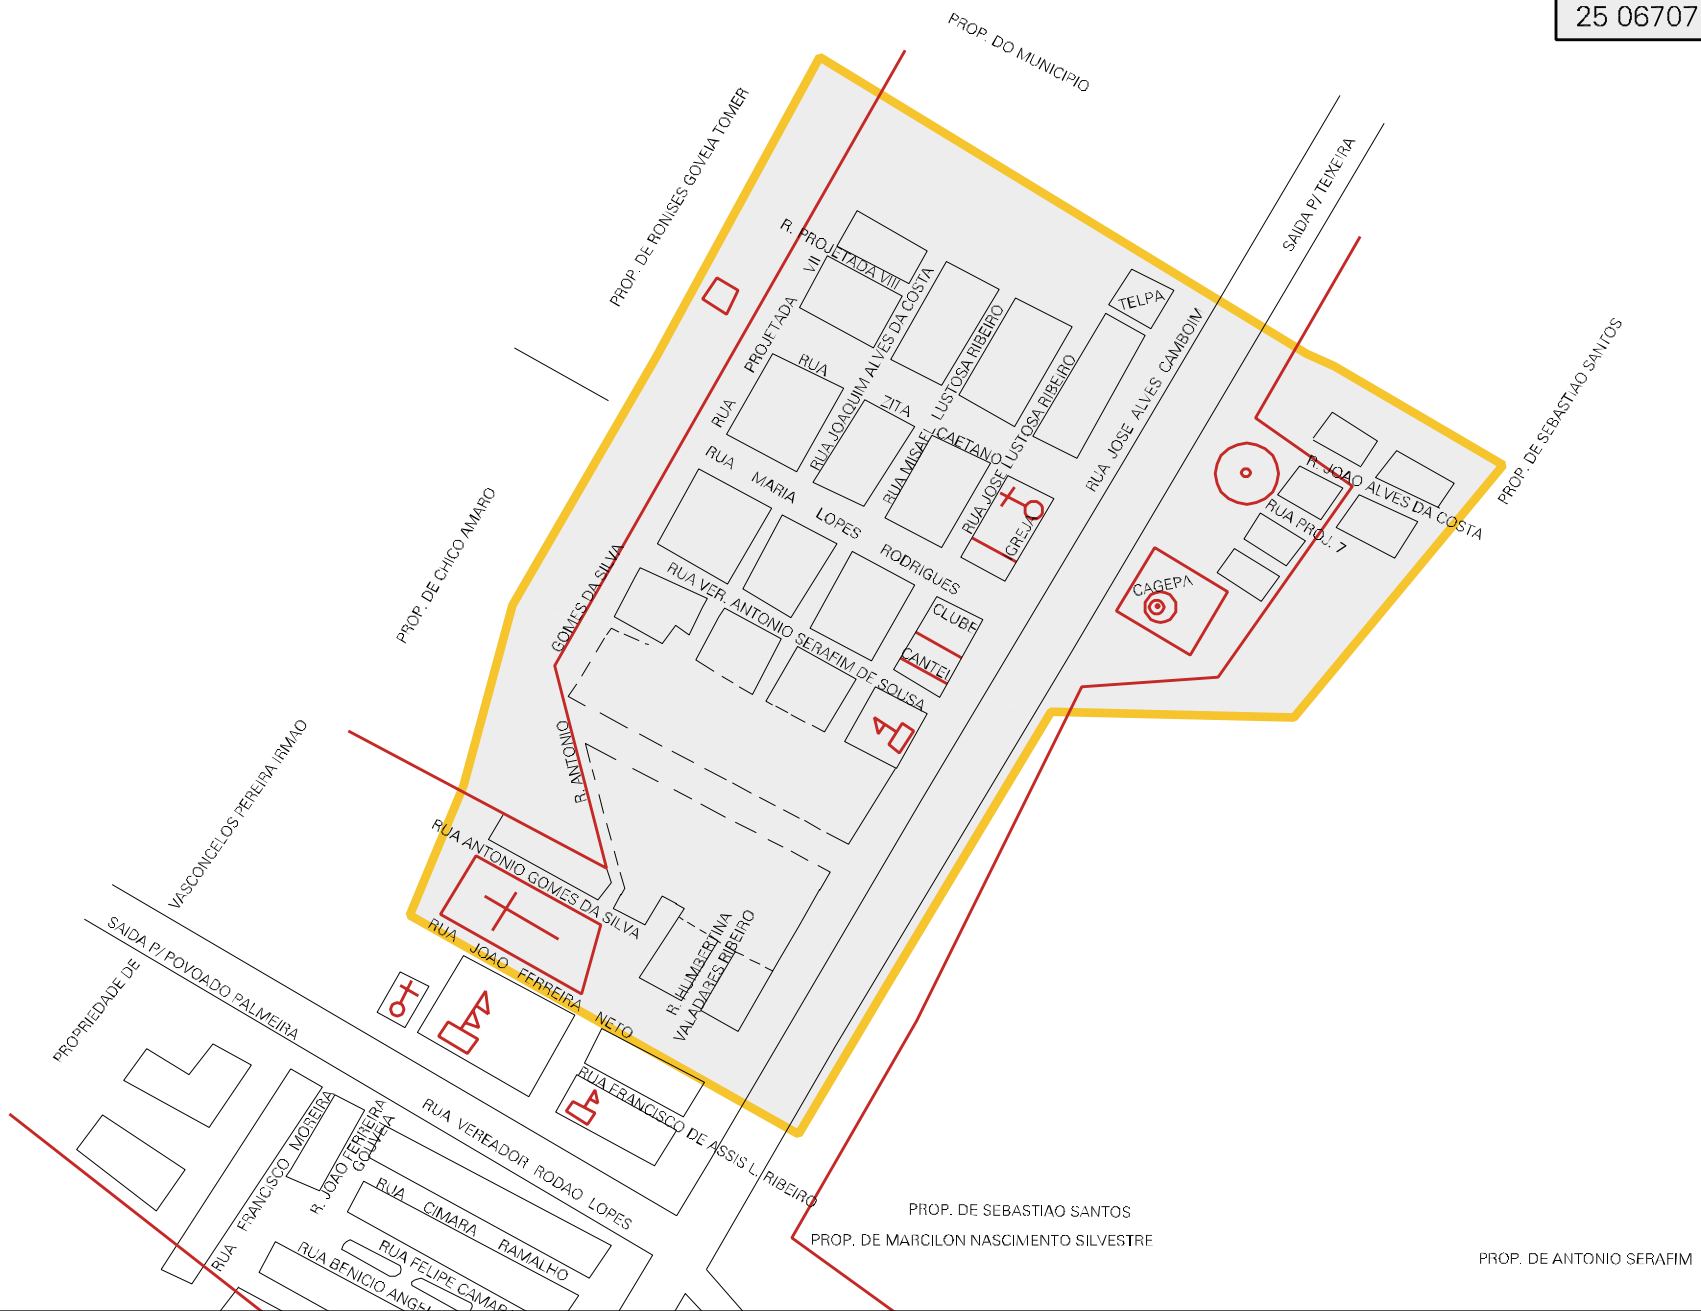 25 06707
PROP. DO MUNICIPIO
PROP. DE RONISES GOVEIA TOMER
SAIDA P/ TEIXEIRA
R. PROJETADA VIII
RUA PROJETADA VII
TELPA
RUA JOAQUIM ALVES DA COSTA
RUA MISAEL LUSTOSA RIBEIRO
RUA JOSE LUSTOSA RIBEIRO
RUA JOSE ALVES CAMBOIM
PROP. DE SEBASTIAO SANTOS
RUA ZITA CAETANO
RUA MARIA LOPES RODRIGUES
IGREJA
R. JOAO ALVES DA COSTA
RUA PROJ. 7
CAGEPA
PROP. DE CHICO AMARO
RUA VER. ANTONIO SERAFIM DE SOUSA
CLUBE
CANTEI
R. ANTONIO GOMES DA SILVA
VASCONCELOS PEREIRA IRMAO
PROPRIEDADE DE
RUA ANTONIO GOMES DA SILVA
RUA JOAO FERREIRA NETO
R. HUMBERTINA
VALADARES RIBEIRO
SAIDA P/ POVOADO PALMEIRA
RUA FRANCISCO DE ASSIS L. RIBEIRO
RUA VEREADOR RODAO LOPES
RUA FRANCISCO MOREIRA
R. JOAO FERREIRA
GOUVEIA
RUA CIMARA RAMALHO
RUA FELIPE CAMAR
RUA BENICIO ANGEL
PROP. DE SEBASTIAO SANTOS
PROP. DE MARCILON NASCIMENTO SILVESTRE
PROP. DE ANTONIO SERAFIM